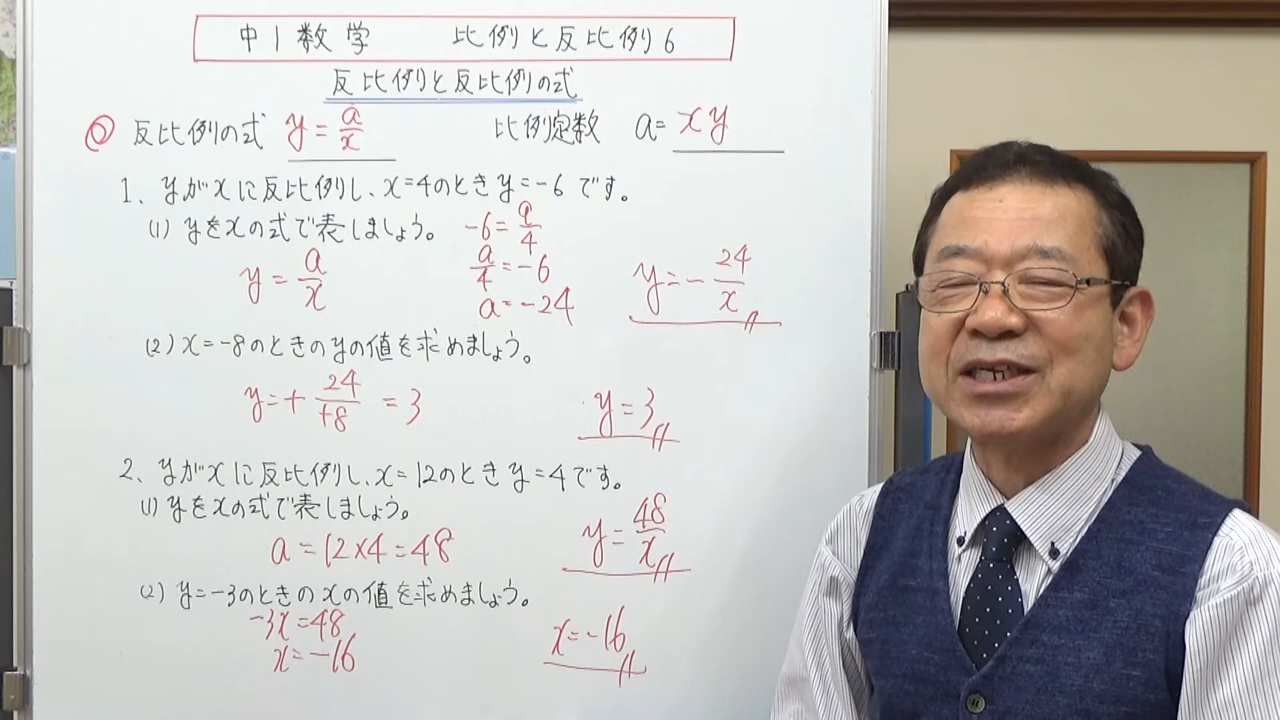 中1数学 比例と反比例6
反比例と反比例の式
◎ 反比例の式 y=a/x 比例定数 a=xy
1、yがxに反比例し、x=4のときy=-6です。
(1) yをxの式で表しましょう。 -6=a/4
y=a/x a/4=-6 y=-24/x
a=-24
(2) x=-8のときのyの値を求めましょう。
y=+24/+8 =3 y=3
2、yがxに反比例し、x=12のときy=4です。
(1) yをxの式で表しましょう。
a=12×4=48 y=48/x
(2) y=-3のときのxの値を求めましょう。
-3x=48
x=-16 x=-16